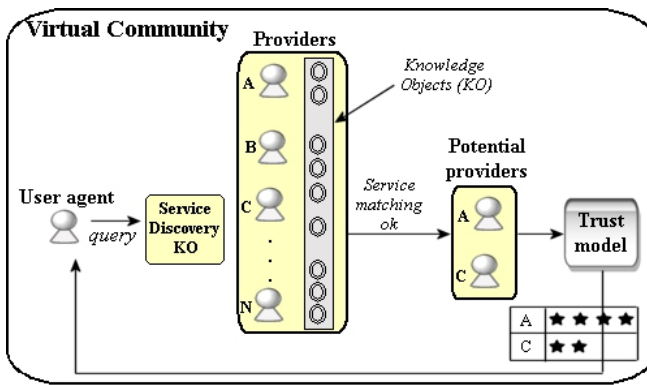 Virtual Community
Providers
Knowledge
Objects (KO)
A
B
C
.
.
.
N
User agent
query
Service
Discovery
KO
Service
matching
ok
Potential
providers
A
C
Trust
model
A ★ ★ ★ ★
C ★ ★